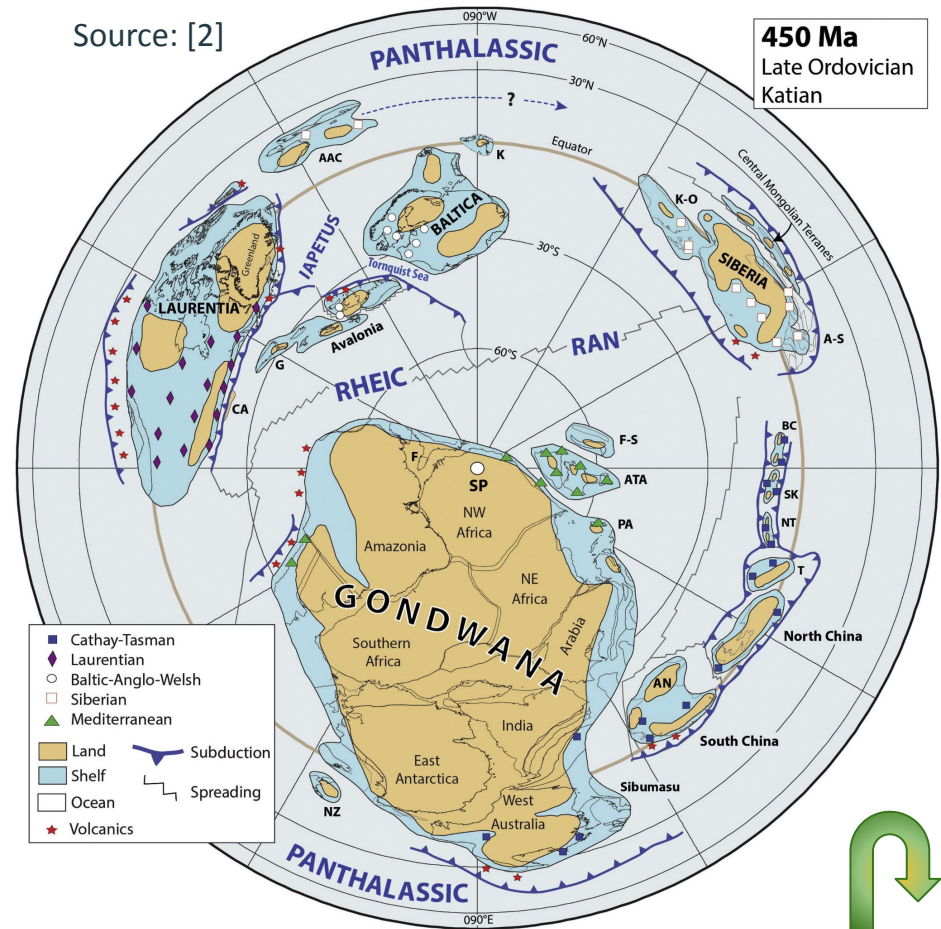 Source: [2]
090°W
60°N
PANTHALASSIC
30°N
450 Ma
Late Ordovician
Katian
?
AAC
K
Equator
Central Mongolian Terranes
K-O
BALTICA
IAPETUS
30°S
Greenland
SIBERIA
Tornquist Sea
LAURENTIA
Avalonia
A-S
G
60°S
RAN
RHEIC
CA
BC
F
F-S
SP
ATA
SK
NW
Africa
PA
NT
Amazonia
T
NE
Africa
GONDWANA
Arabia
North China
Southern
Africa
AN
India
South China
East
Antarctica
Sibumasu
West
Australia
NZ
PANTHALASSIC
090°E
Cathay-Tasman
Laurentian
Baltic-Anglo-Welsh
Siberian
Mediterranean
Land
Subduction
Shelf
Spreading
Ocean
Volcanics